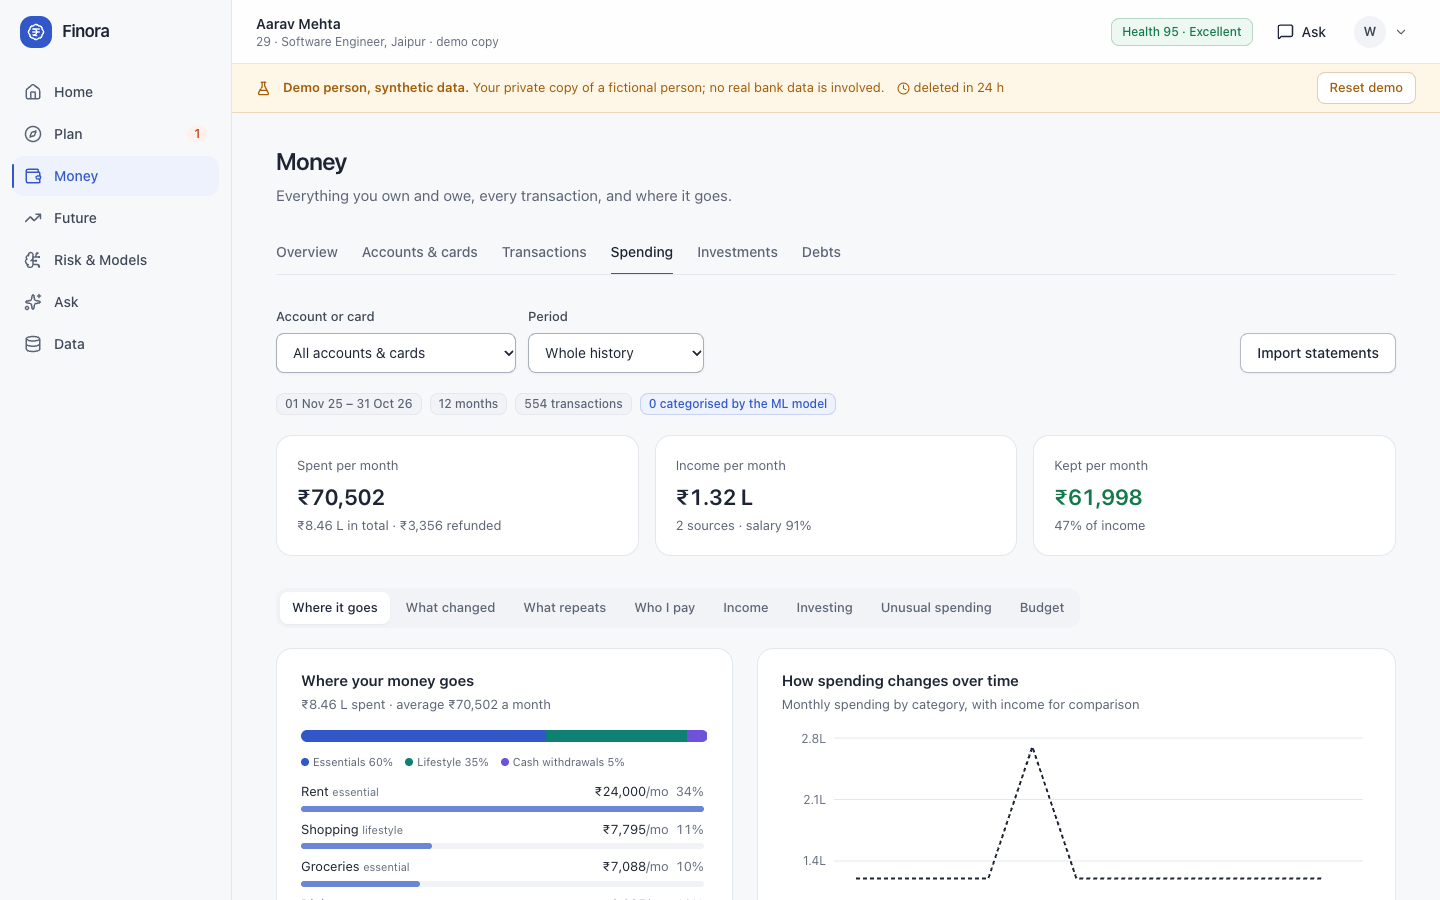 Finora
Home
Plan 1
Money
Future
Risk & Models
Ask
Data
Aarav Mehta
29 · Software Engineer, Jaipur · demo copy
Health 95 · Excellent
Ask
W
Demo person, synthetic data. Your private copy of a fictional person; no real bank data is involved. deleted in 24 h
Reset demo
Money
Everything you own and owe, every transaction, and where it goes.
Overview Accounts & cards Transactions Spending Investments Debts
Account or card
All accounts & cards
Period
Whole history
Import statements
01 Nov 25 – 31 Oct 26 12 months 554 transactions 0 categorised by the ML model
Spent per month
₹70,502
₹8.46 L in total · ₹3,356 refunded
Income per month
₹1.32 L
2 sources · salary 91%
Kept per month
₹61,998
47% of income
Where it goes What changed What repeats Who I pay Income Investing Unusual spending Budget
Where your money goes
₹8.46 L spent · average ₹70,502 a month
Essentials 60% Lifestyle 35% Cash withdrawals 5%
Rent essential ₹24,000/mo 34%
Shopping lifestyle ₹7,795/mo 11%
Groceries essential ₹7,088/mo 10%
How spending changes over time
Monthly spending by category, with income for comparison
2.8L
2.1L
1.4L